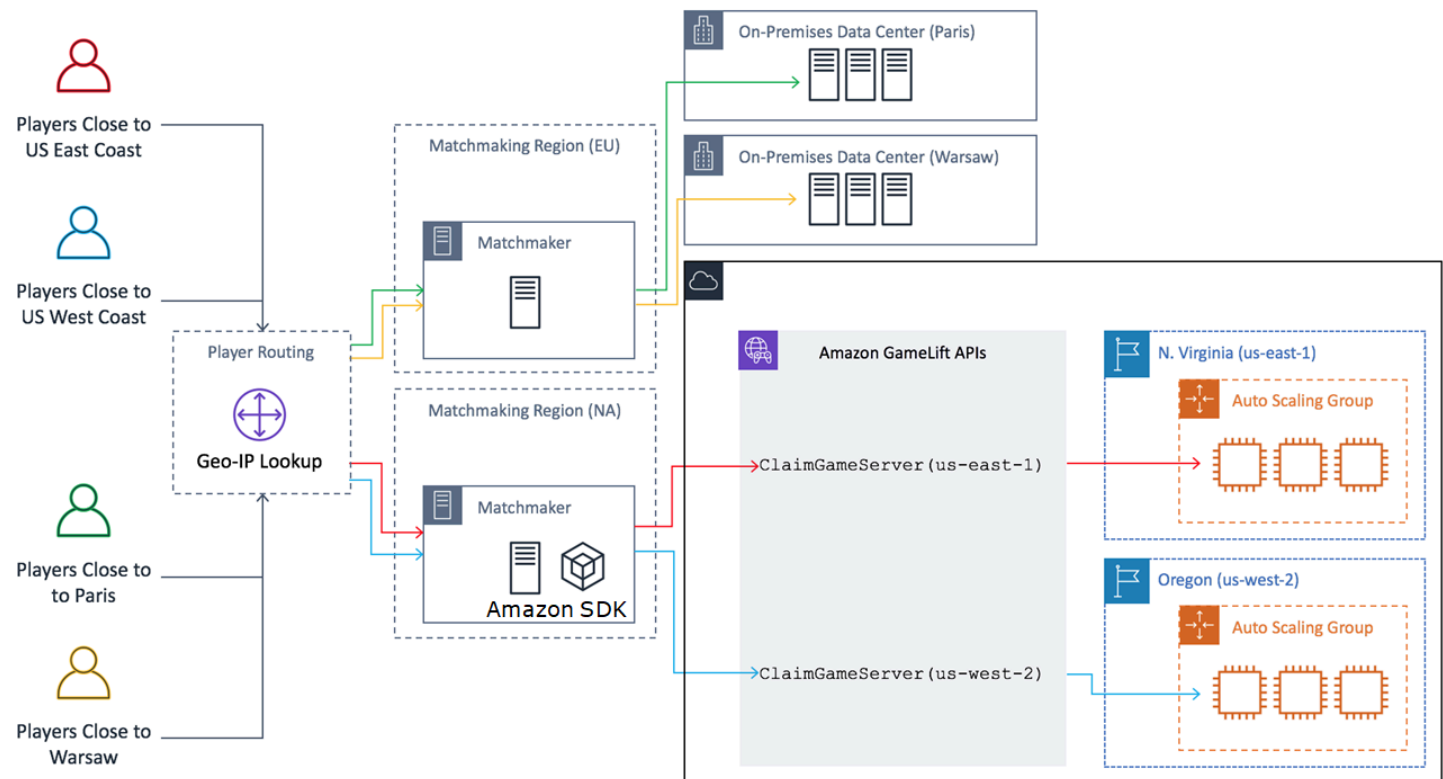 Players Close to
US East Coast
Players Close to
US West Coast
Players Close to
to Paris
Players Close to
Warsaw
Player Routing
Geo-IP Lookup
Matchmaking Region (EU)
Matchmaker
Matchmaking Region (NA)
Matchmaker
Amazon SDK
On-Premises Data Center (Paris)
On-Premises Data Center (Warsaw)
Amazon GameLift APIs
ClaimGameServer(us-east-1)
ClaimGameServer(us-west-2)
N. Virginia (us-east-1)
Auto Scaling Group
Oregon (us-west-2)
Auto Scaling Group